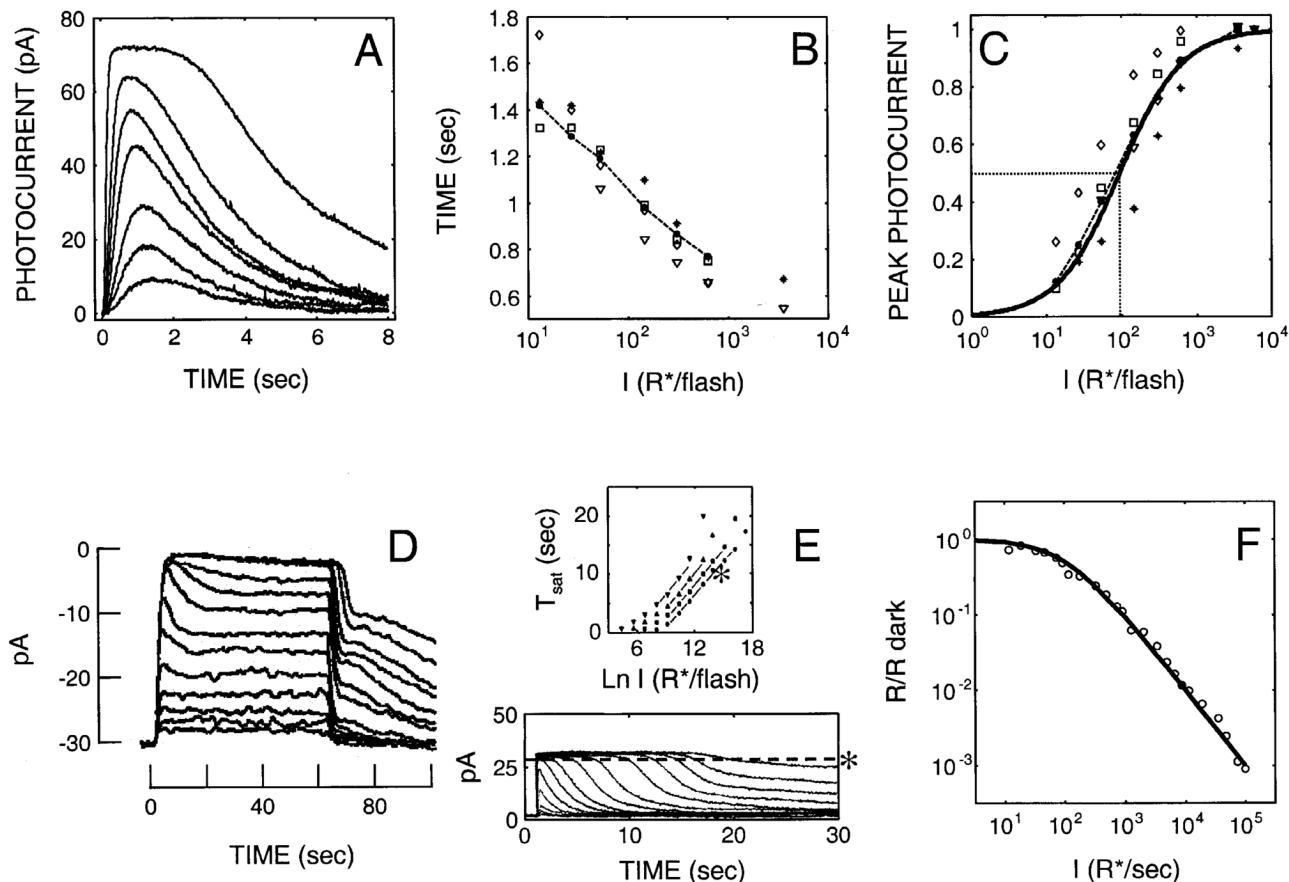 A
PHOTOCURRENT (pA)
80
60
40
20
0
0 2 4 6 8
TIME (sec)
B
TIME (sec)
1.8
1.6
1.4
1.2
1
0.8
0.6
10¹ 10² 10³ 10⁴
I (R*/flash)
C
PEAK PHOTOCURRENT
1
0.8
0.6
0.4
0.2
0
10⁰ 10¹ 10² 10³ 10⁴
I (R*/flash)
D
pA
0
-10
-20
-30
0 40 80
TIME (sec)
E
T_sat (sec)
20
10
0
*
6 12 18
Ln I (R*/flash)
pA
50
25
0
*
0 10 20 30
TIME (sec)
F
R/R dark
10⁰
10⁻¹
10⁻²
10⁻³
10¹ 10² 10³ 10⁴ 10⁵
I (R*/sec)